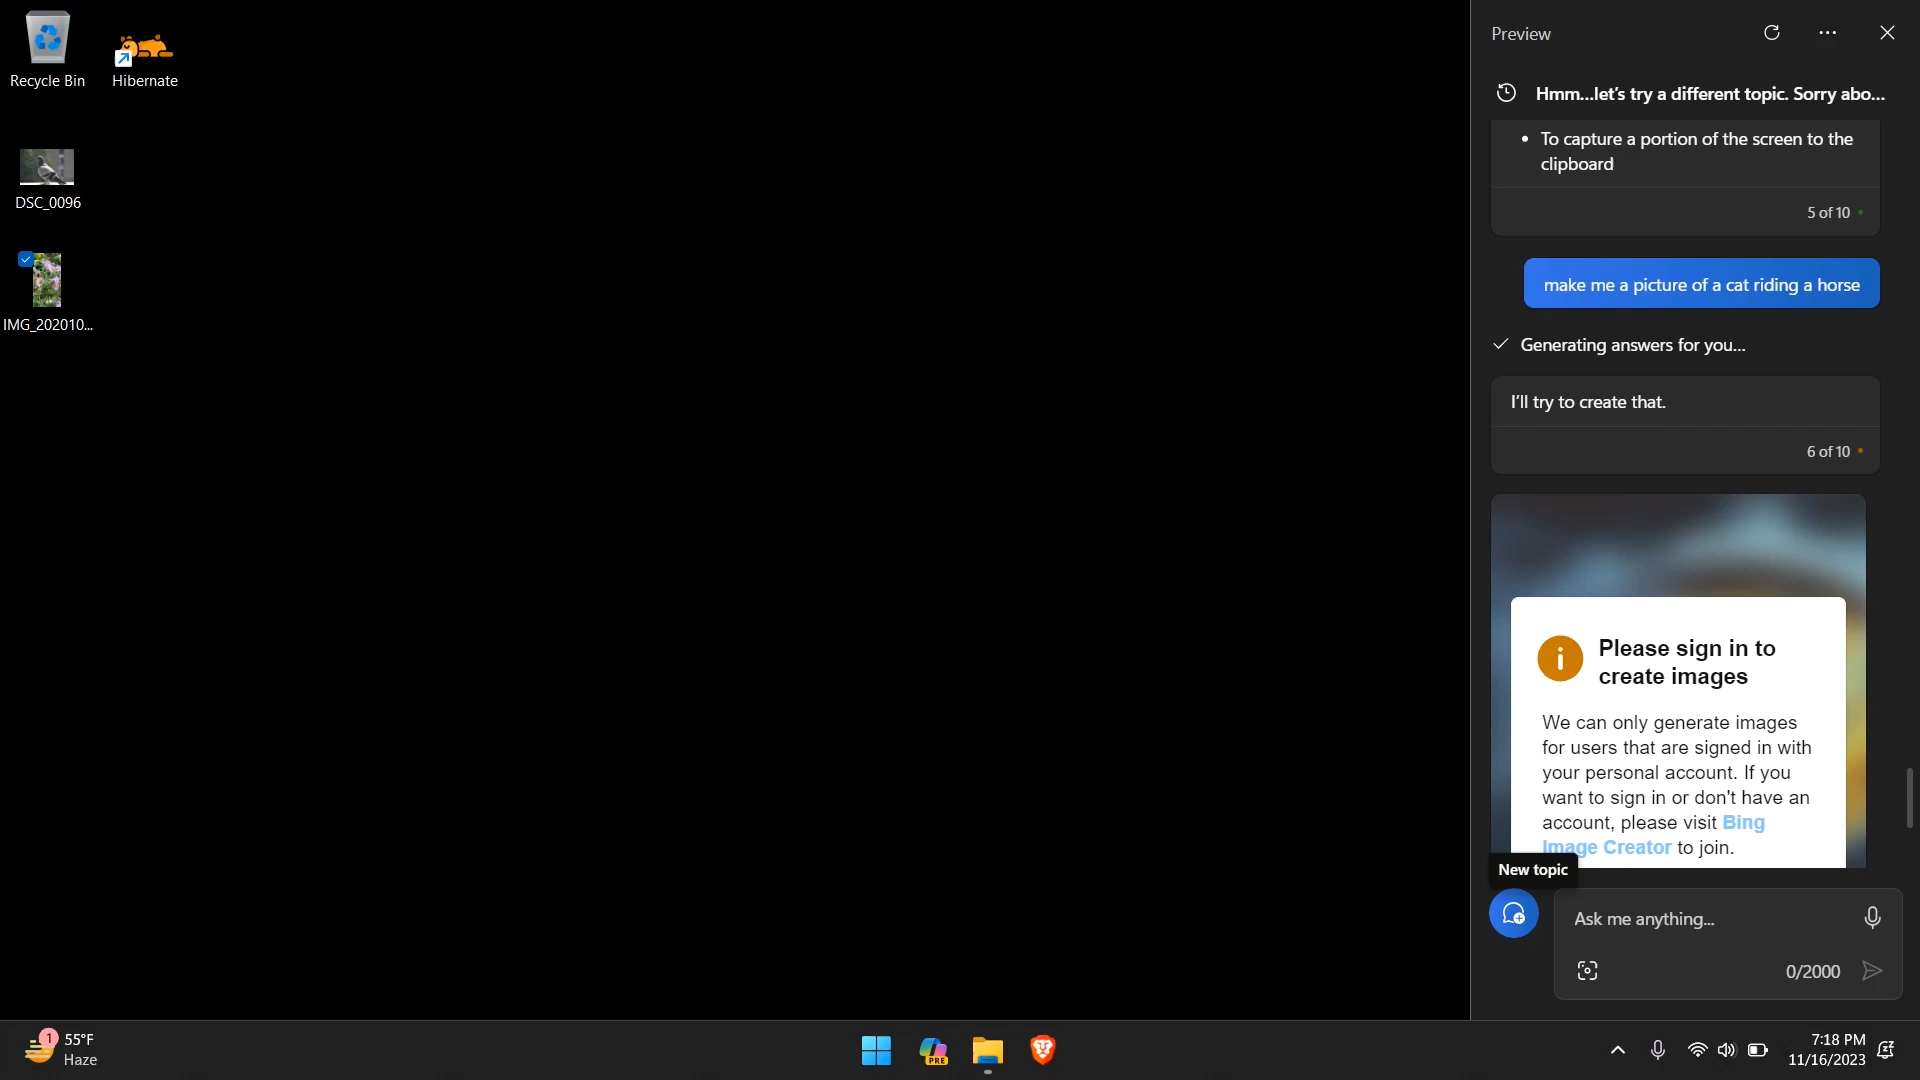 Recycle Bin
Hibernate
DSC_0096
IMG_202010...
Preview
Hmm...let's try a different topic. Sorry abo...
• To capture a portion of the screen to the
clipboard
5 of 10
make me a picture of a cat riding a horse
Generating answers for you...
I'll try to create that.
6 of 10
Please sign in to
create images
We can only generate images
for users that are signed in with
your personal account. If you
want to sign in or don't have an
account, please visit Bing
Image Creator to join.
New topic
Ask me anything...
0/2000
1
55°F
Haze
PRE
7:18 PM
11/16/2023